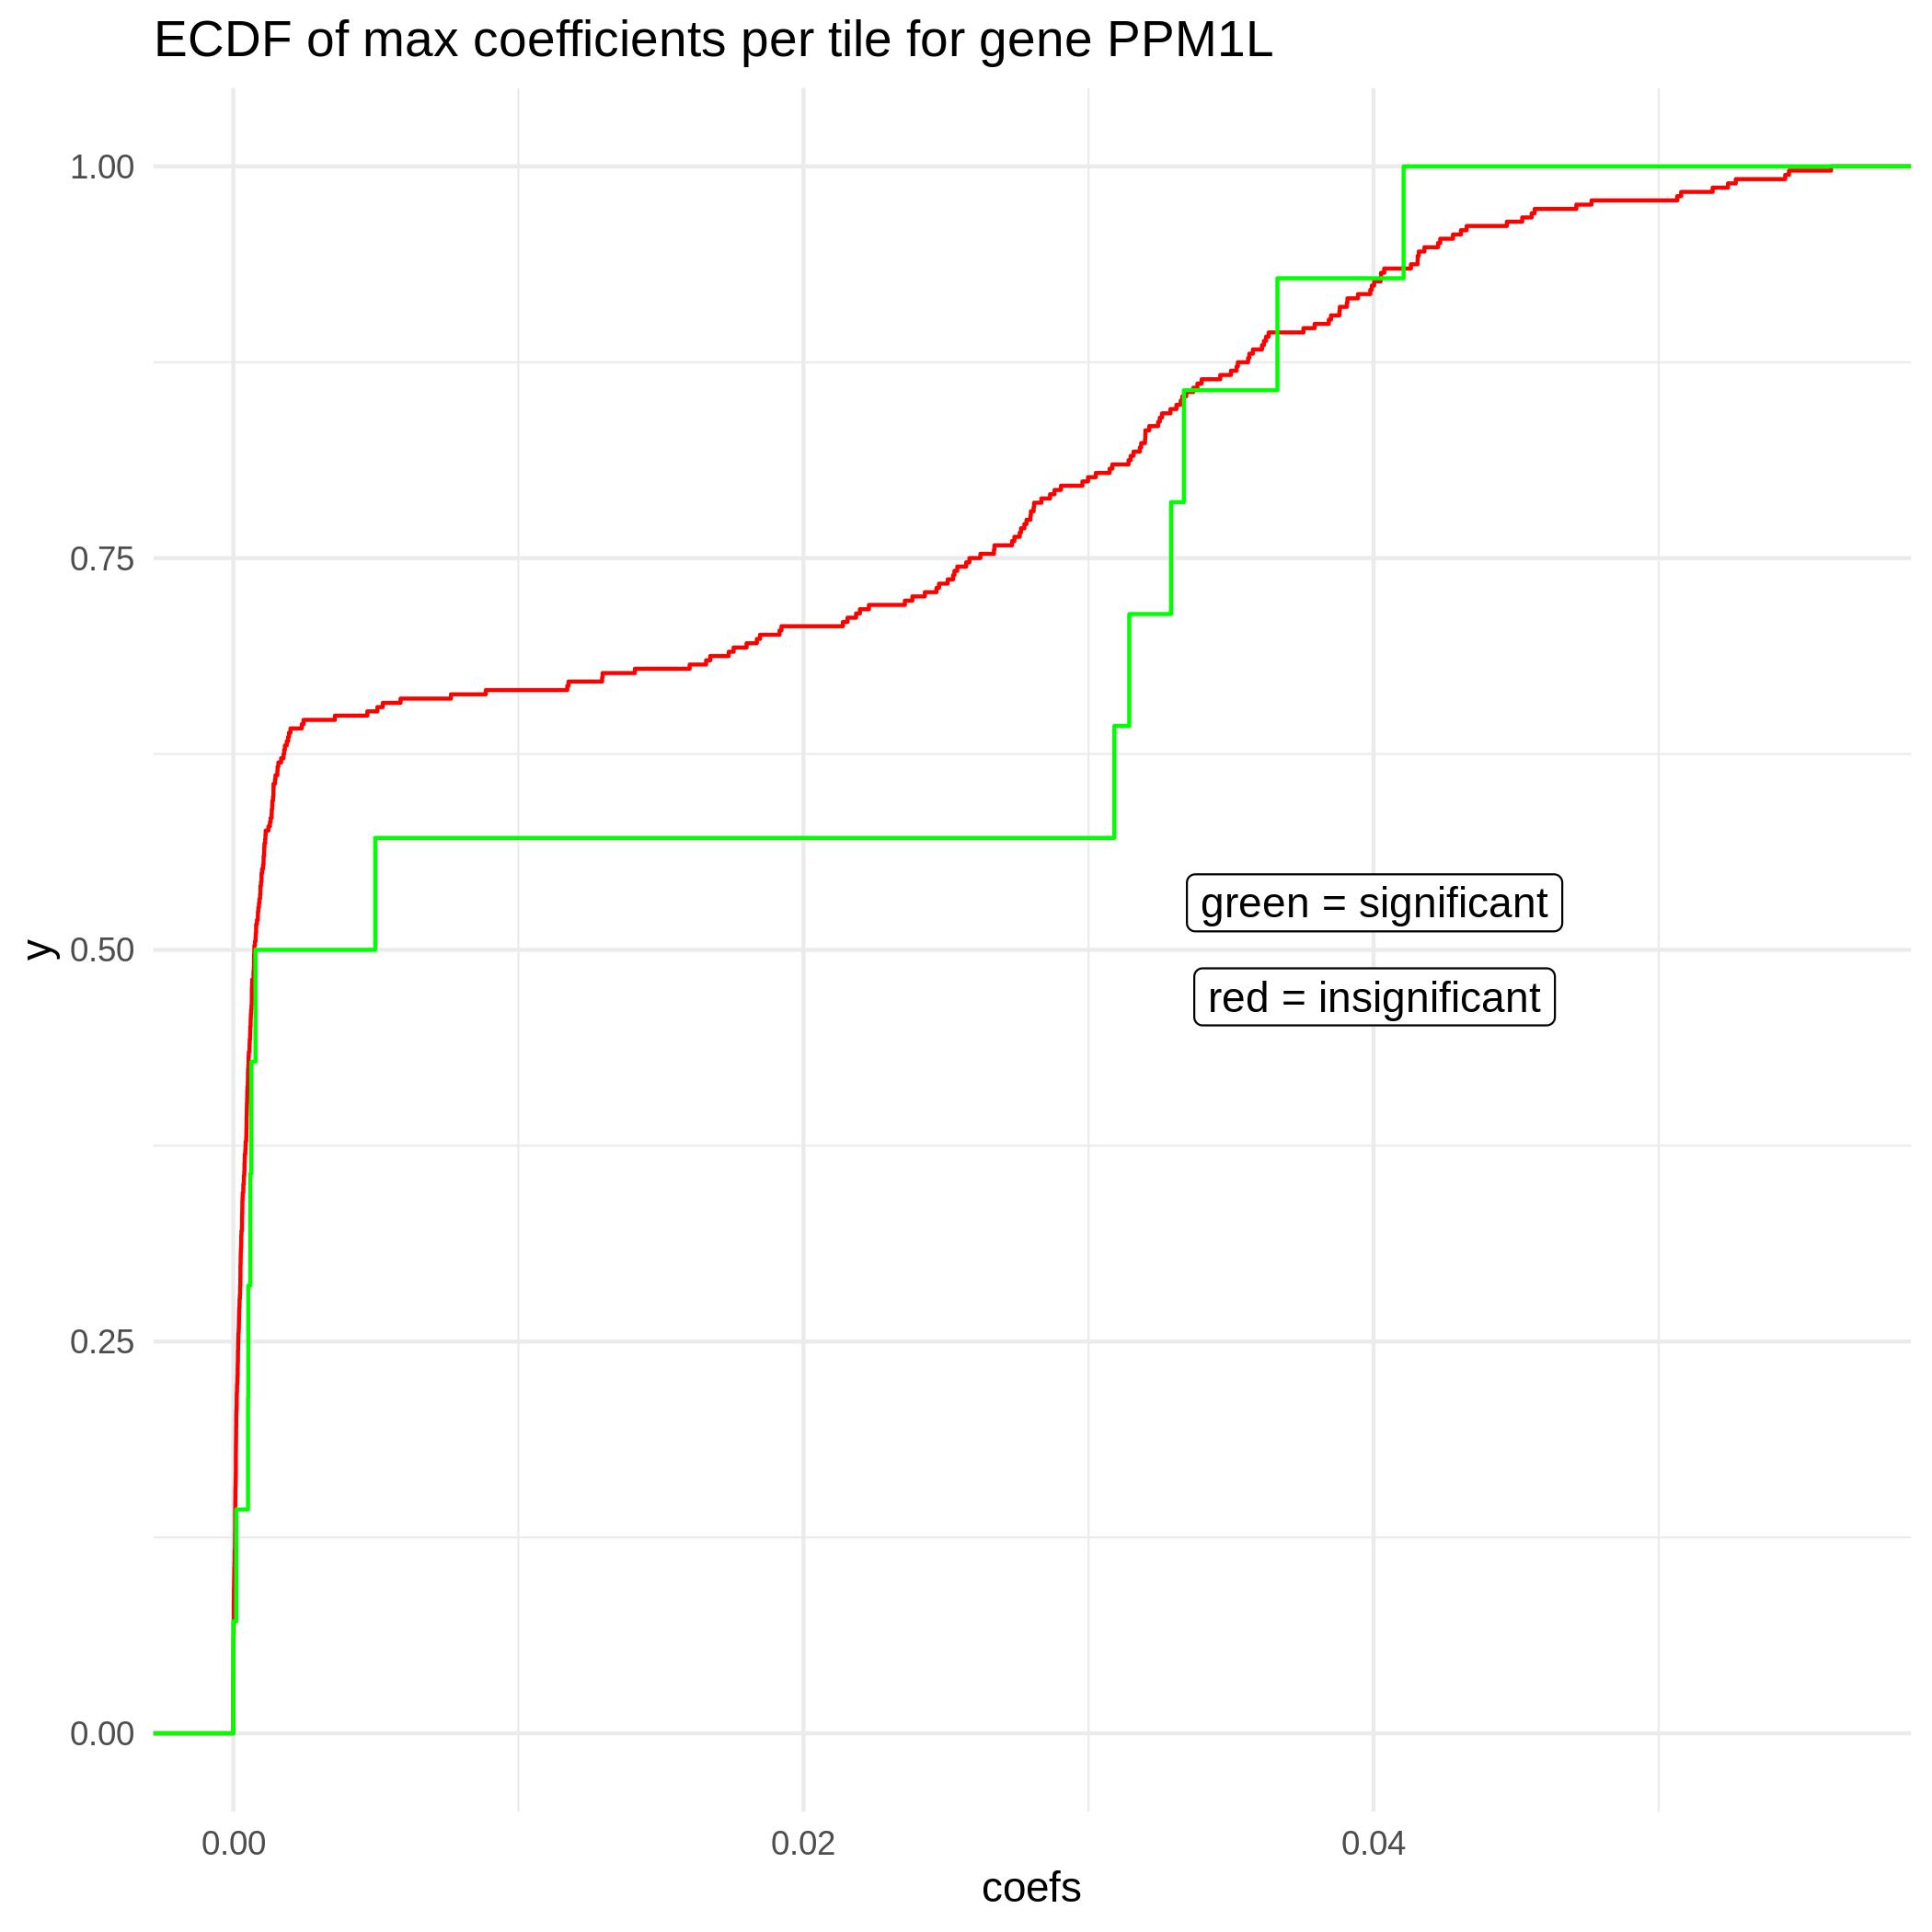 ECDF of max coefficients per tile for gene PPM1L
1.00
0.75
0.50
0.25
0.00
y
green = significant
red = insignificant
0.00
0.02
0.04
coefs